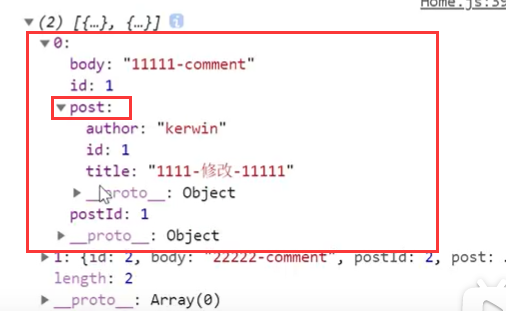 Home.js:39
▼(2) [{…}, {…}] i
▼0:
body: "11111-comment"
id: 1
▼post:
author: "kerwin"
id: 1
title: "1111-修改-11111"
▶__proto__: Object
postId: 1
▶__proto__: Object
▶1: {id: 2, body: "22222-comment", postId: 2, post: .
length: 2
▶__proto__: Array(0)